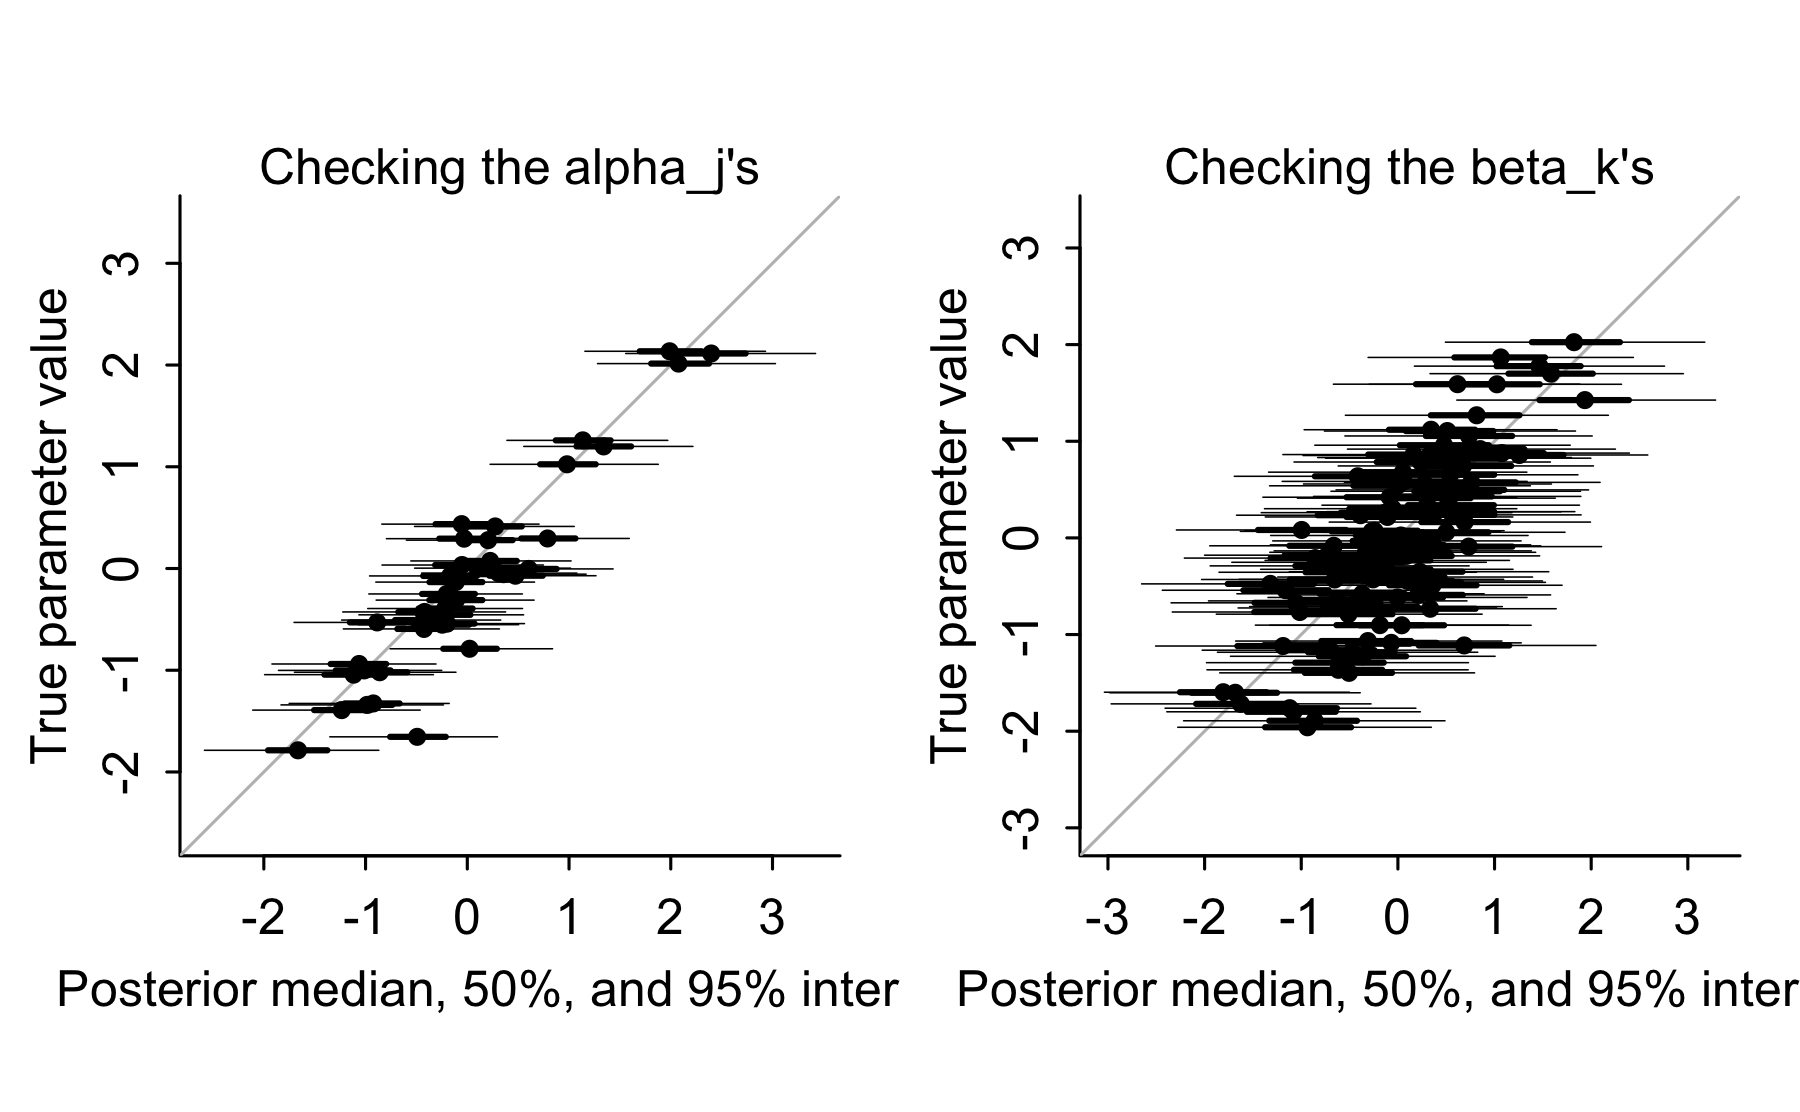 Checking the alpha_j's
True parameter value
3
2
1
0
-1
-2
-2 -1 0 1 2 3
Posterior median, 50%, and 95% inter
Checking the beta_k's
True parameter value
3
2
1
0
-1
-2
-3
-3 -2 -1 0 1 2 3
Posterior median, 50%, and 95% inter